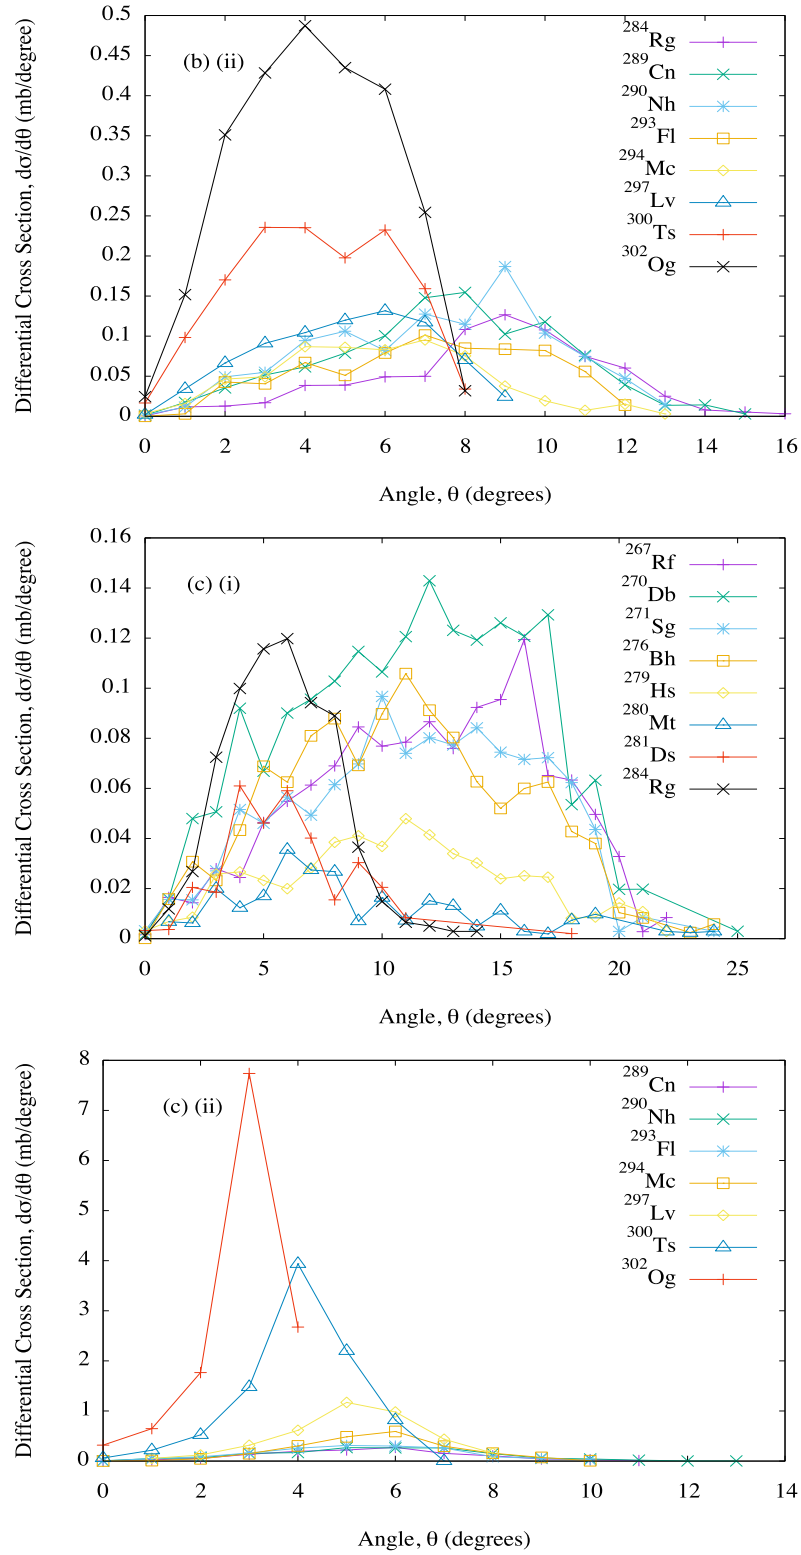 Differential Cross Section, dσ/dθ (mb/degree)
0.5
0.45
0.4
0.35
0.3
0.25
0.2
0.15
0.1
0.05
0
(b) (ii)
284Rg
289Cn
290Nh
293Fl
294Mc
297Lv
300Ts
302Og
0 2 4 6 8 10 12 14 16
Angle, θ (degrees)
Differential Cross Section, dσ/dθ (mb/degree)
0.16
0.14
0.12
0.1
0.08
0.06
0.04
0.02
0
(c) (i)
267Rf
270Db
271Sg
276Bh
279Hs
280Mt
281Ds
284Rg
0 5 10 15 20 25
Angle, θ (degrees)
Differential Cross Section, dσ/dθ (mb/degree)
8
7
6
5
4
3
2
1
0
(c) (ii)
289Cn
290Nh
293Fl
294Mc
297Lv
300Ts
302Og
0 2 4 6 8 10 12 14
Angle, θ (degrees)